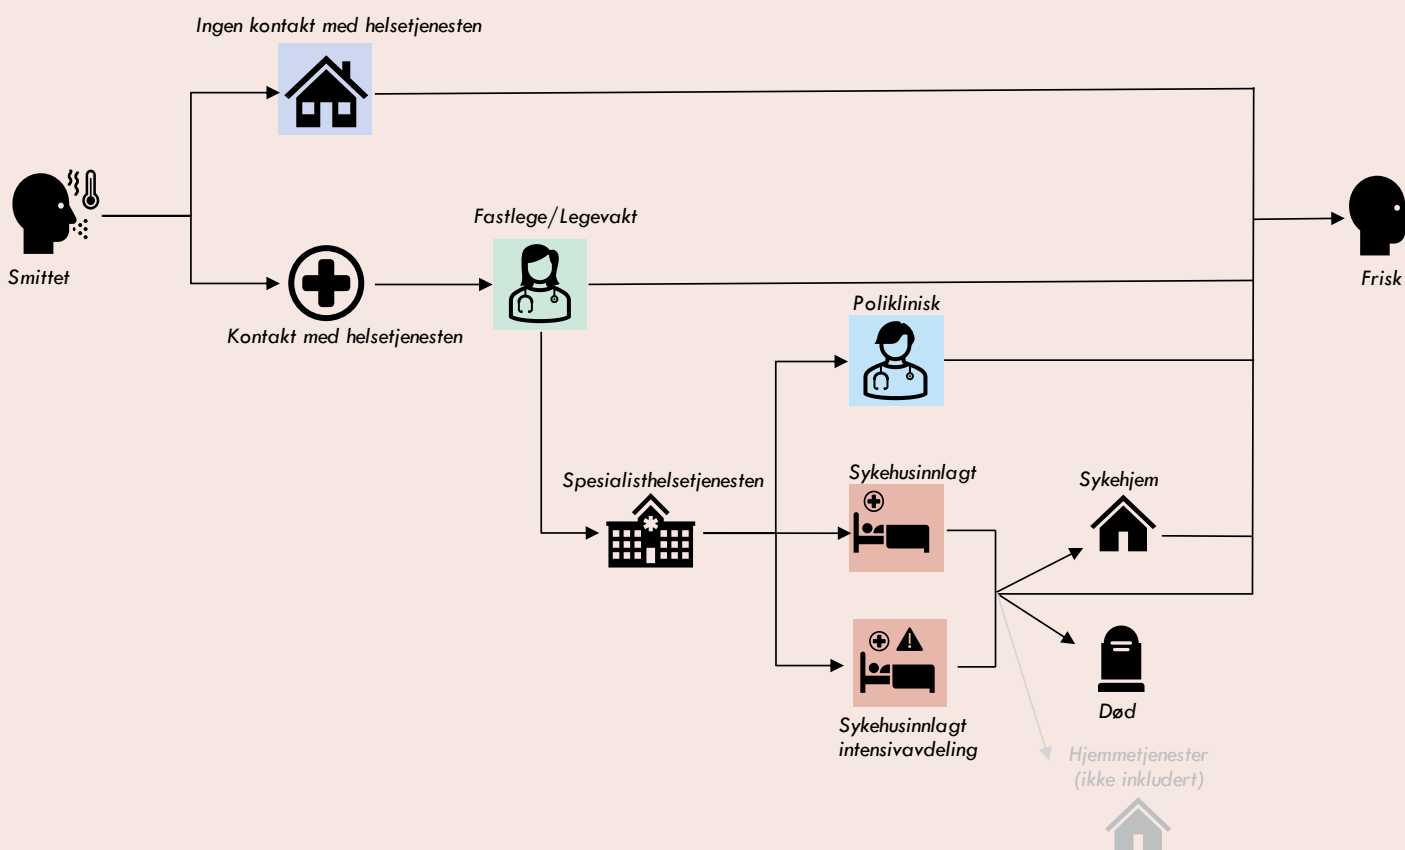 Ingen kontakt med helsetjenesten
Smittet
Kontakt med helsetjenesten
Fastlege/Legevakt
Frisk
Poliklinisk
Spesialisthelsetjenesten
Sykehusinnlagt
Sykehjem
Sykehusinnlagt
intensivavdeling
Død
Hjemmetjenester
(ikke inkludert)